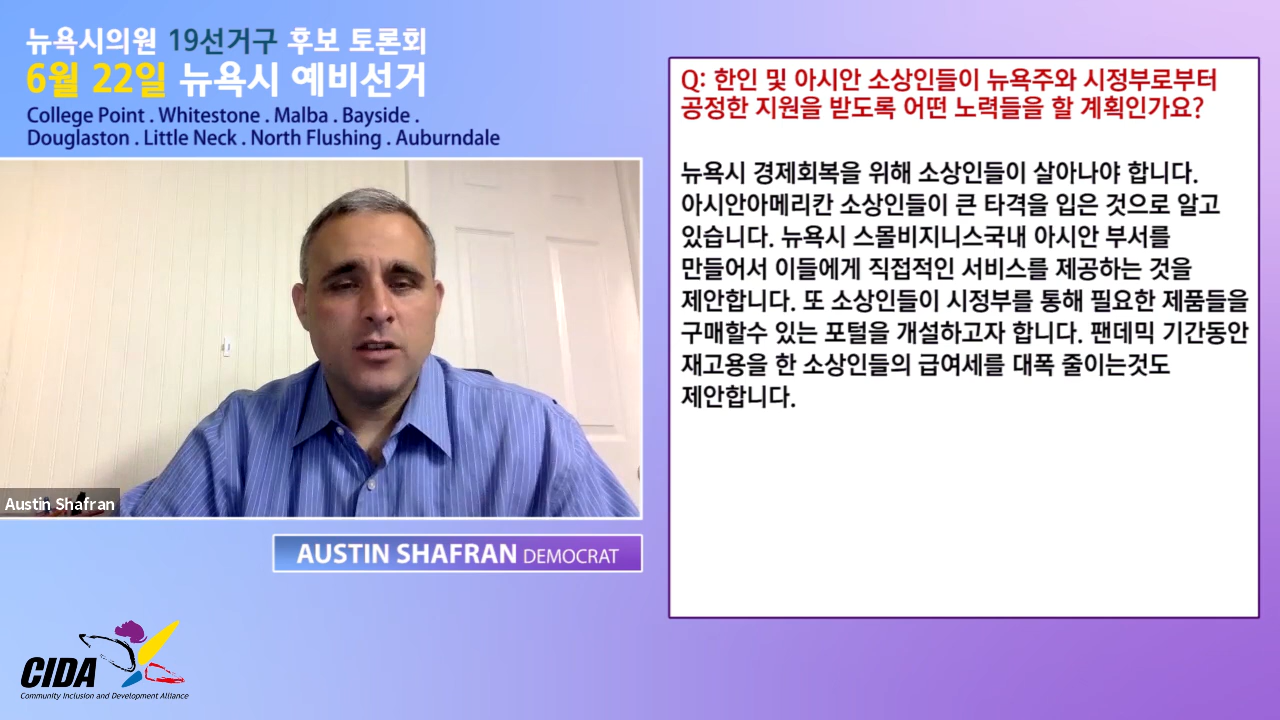 뉴욕시의원 19선거구 후보 토론회
6월 22일 뉴욕시 예비선거
College Point . Whitestone . Malba . Bayside .
Douglaston . Little Neck . North Flushing . Auburndale
Austin Shafran
AUSTIN SHAFRAN DEMOCRAT
CIDA
Community Inclusion and Development Alliance
Q: 한인 및 아시안 소상인들이 뉴욕주와 시정부로부터
공정한 지원을 받도록 어떤 노력들을 할 계획인가요?
뉴욕시 경제회복을 위해 소상인들이 살아나야 합니다.
아시안아메리칸 소상인들이 큰 타격을 입은 것으로 알고
있습니다. 뉴욕시 스몰비지니스국내 아시안 부서를
만들어서 이들에게 직접적인 서비스를 제공하는 것을
제안합니다. 또 소상인들이 시정부를 통해 필요한 제품들을
구매할수 있는 포털을 개설하고자 합니다. 팬데믹 기간동안
재고용을 한 소상인들의 급여세를 대폭 줄이는것도
제안합니다.